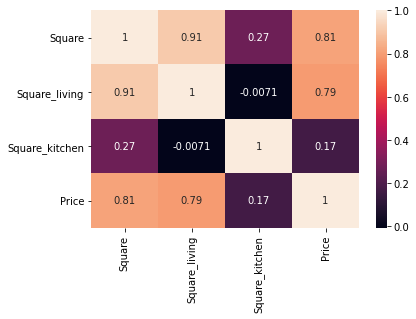 Square 1 0.91 0.27 0.81
Square_living 0.91 1 -0.0071 0.79
Square_kitchen 0.27 -0.0071 1 0.17
Price 0.81 0.79 0.17 1
Square Square_living Square_kitchen Price
1.0
0.8
0.6
0.4
0.2
0.0